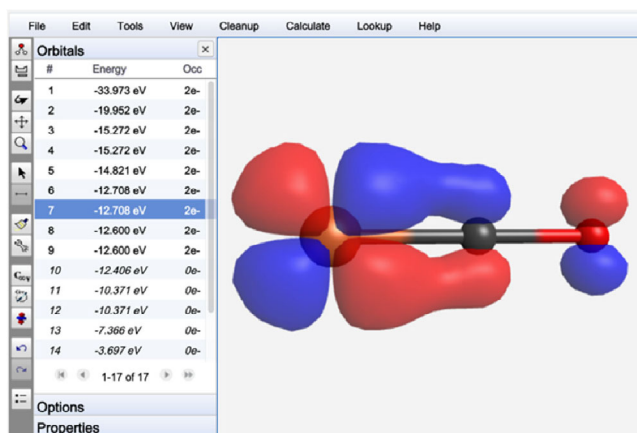 File Edit Tools View Cleanup Calculate Lookup Help
Orbitals ×
# Energy Occ
1 -33.973 eV 2e-
2 -19.952 eV 2e-
3 -15.272 eV 2e-
4 -15.272 eV 2e-
5 -14.821 eV 2e-
6 -12.708 eV 2e-
7 -12.708 eV 2e-
8 -12.600 eV 2e-
9 -12.600 eV 2e-
10 -12.406 eV 0e-
11 -10.371 eV 0e-
12 -10.371 eV 0e-
13 -7.366 eV 0e-
14 -3.697 eV 0e-
1-17 of 17
Options
Properties